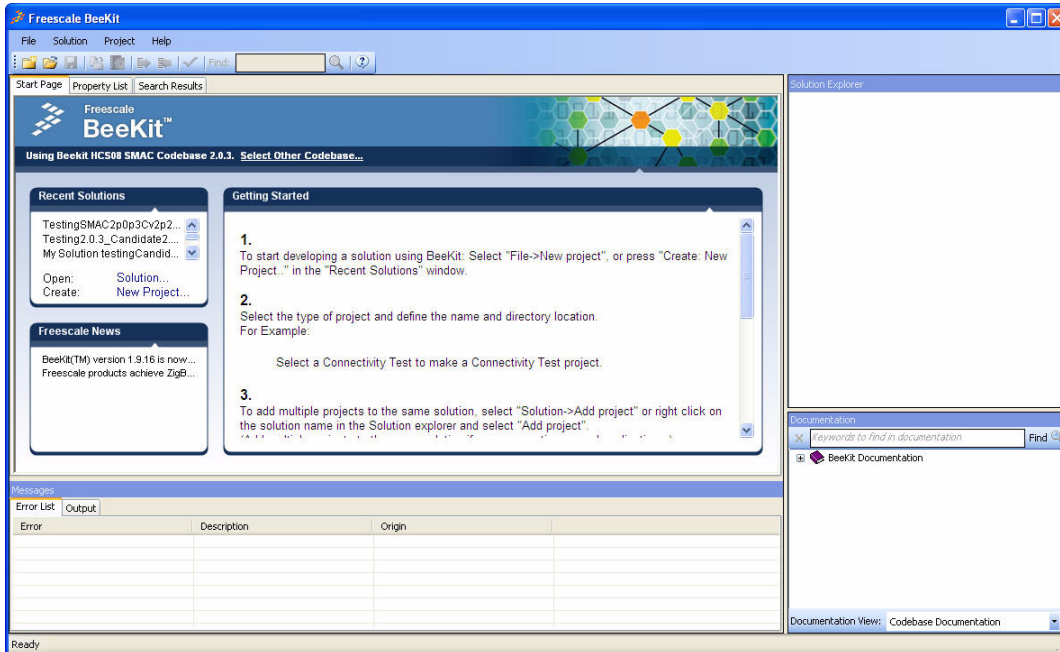 Freescale BeeKit
File Solution Project Help
Find:
Start Page Property List Search Results
Solution Explorer
Freescale
BeeKit™
Using Beekit HCS08 SMAC Codebase 2.0.3. Select Other Codebase...
Recent Solutions
TestingSMAC2p0p3Cv2p2...
Testing2.0.3_Candidate2....
My Solution testingCandid...
Open: Solution...
Create: New Project...
Freescale News
BeeKit(TM) version 1.9.16 is now...
Freescale products achieve ZigB...
Getting Started
1.
To start developing a solution using BeeKit: Select "File->New project", or press "Create: New
Project.." in the "Recent Solutions" window.
2.
Select the type of project and define the name and directory location.
For Example:
Select a Connectivity Test to make a Connectivity Test project.
3.
To add multiple projects to the same solution, select "Solution->Add project" or right click on
the solution name in the Solution explorer and select "Add project".
Documentation
Keywords to find in documentation Find
BeeKit Documentation
Documentation View: Codebase Documentation
Messages
Error List Output
Error Description Origin
Ready